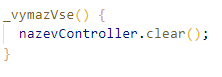 _vymazVse() {
nazevController.clear();
}